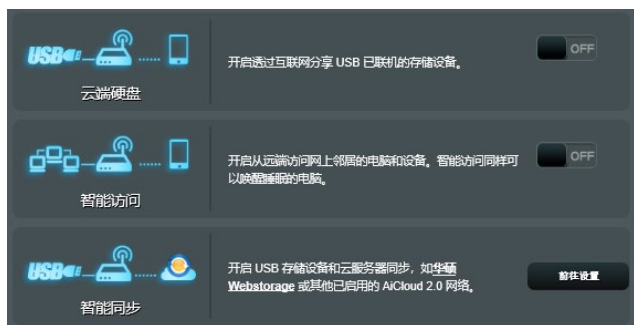 USB
云端硬盘
开启透过互联网分享 USB 已联机的存储设备。
OFF
智能访问
开启从远端访问网上邻居的电脑和设备。智能访问同样可
以唤醒睡眠的电脑。
OFF
USB
智能同步
开启 USB 存储设备和云服务器同步，如华硕
Webstorage 或其他已启用的 AiCloud 2.0 网络。
前往设置